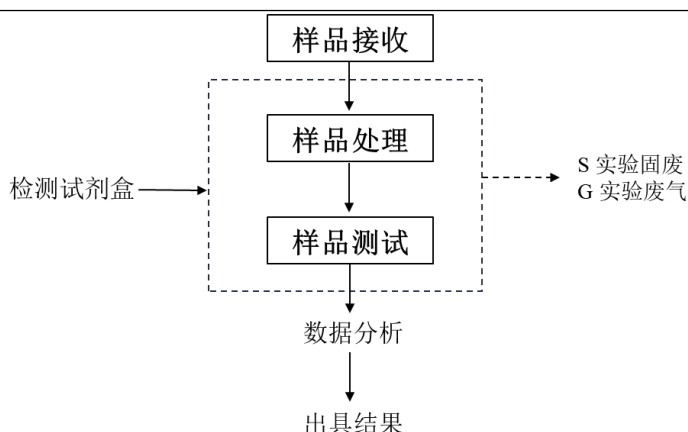 样品接收
样品处理
检测试剂盒
S 实验固废
G 实验废气
样品测试
数据分析
出具结果